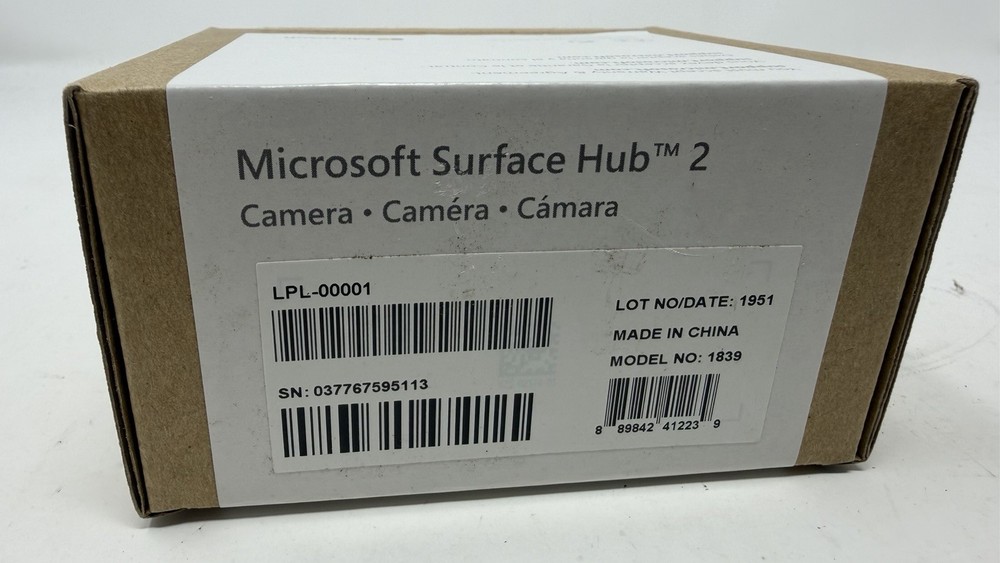 Microsoft Surface Hub™ 2
Camera • Caméra • Cámara
LPL-00001
LOT NO/DATE: 1951
MADE IN CHINA
MODEL NO: 1839
SN: 037767595113
8 89842 41223 9